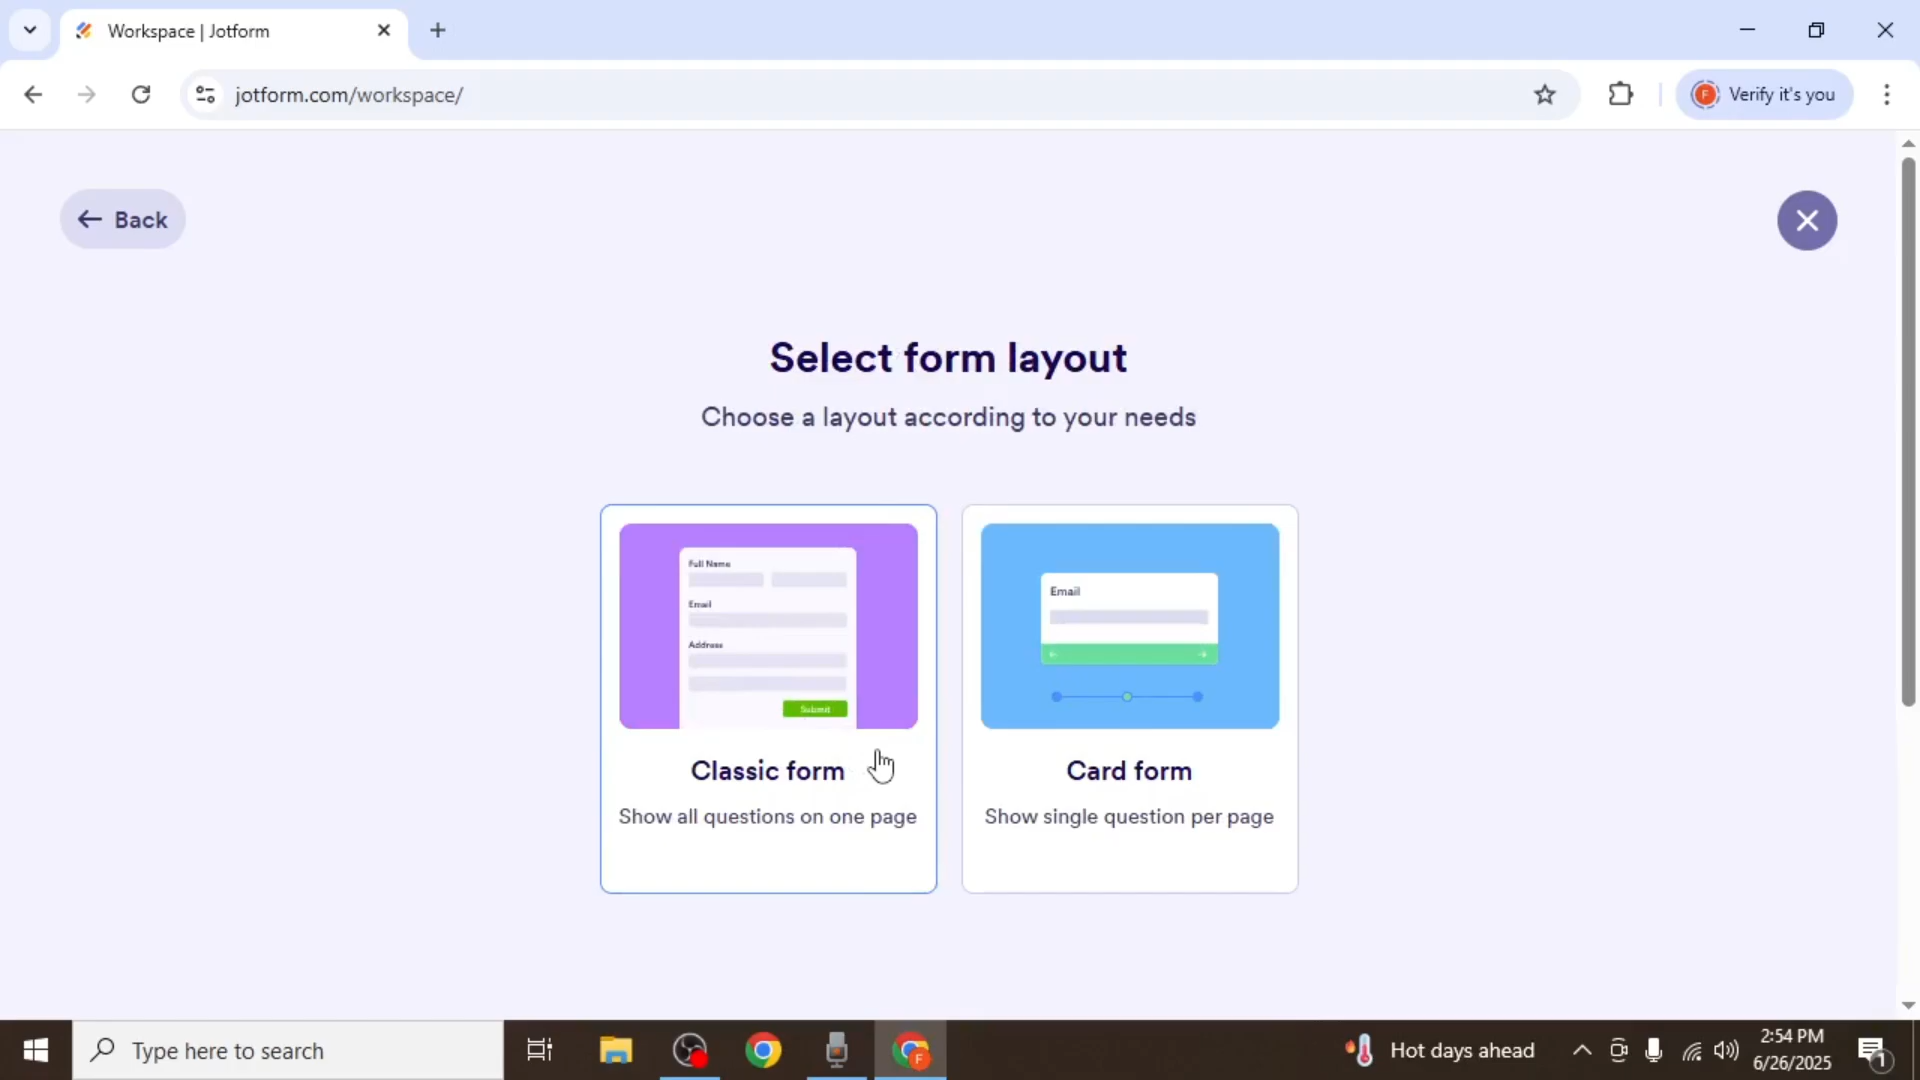 Workspace | Jotform
jotform.com/workspace/
F
Verify it's you
Back
Select form layout
Choose a layout according to your needs
Full Name
Email
Address
Submit
Classic form
Show all questions on one page
Email
Card form
Show single question per page
Type here to search
F
Hot days ahead
2:54 PM
6/26/2025
1